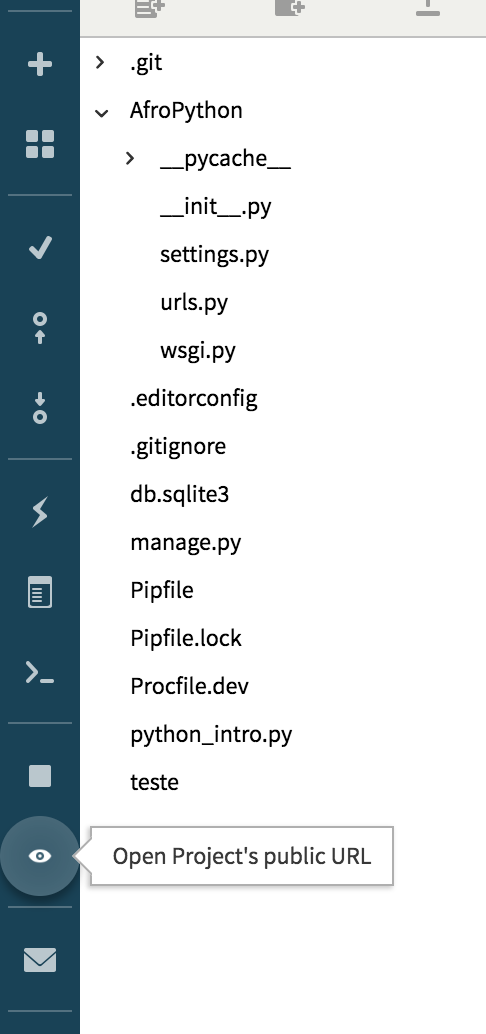 .git
AfroPython
__pycache__
__init__.py
settings.py
urls.py
wsgi.py
.editorconfig
.gitignore
db.sqlite3
manage.py
Pipfile
Pipfile.lock
Procfile.dev
python_intro.py
teste
Open Project's public URL